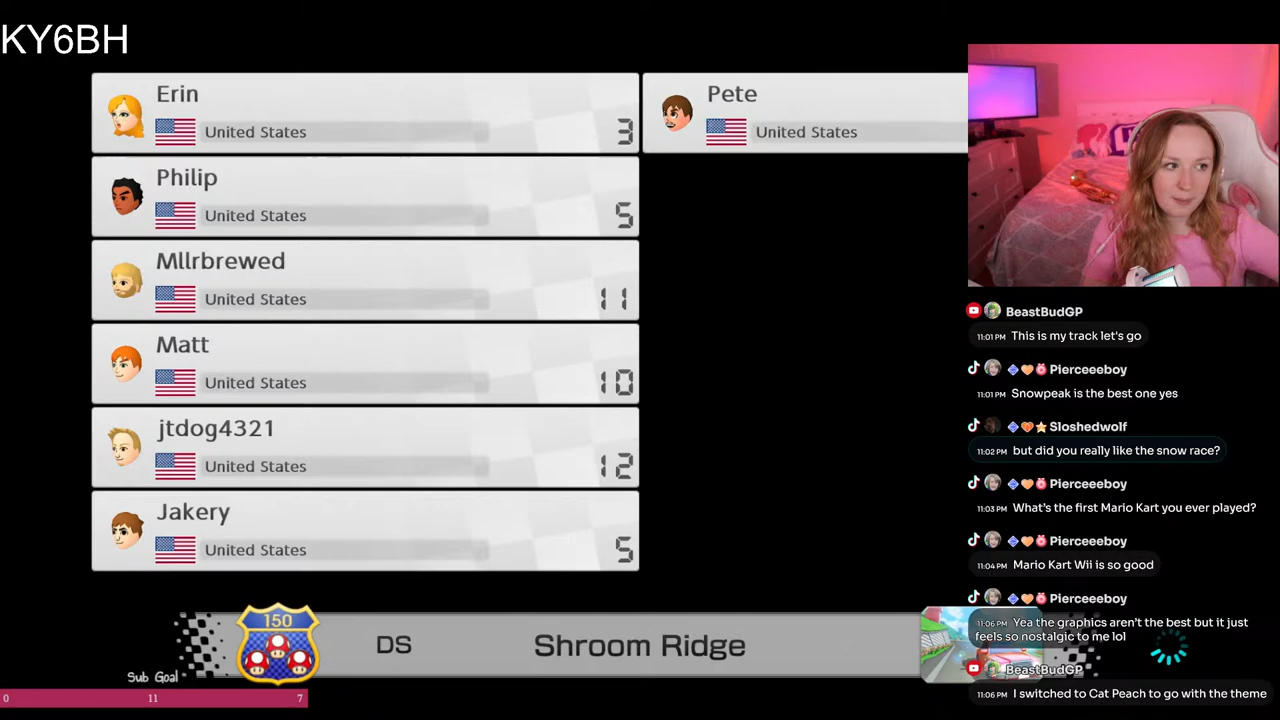 KY6BH
Erin
United States
3
Philip
United States
5
Mllrbrewed
United States
11
Matt
United States
10
jtdog4321
United States
12
Jakery
United States
5
Pete
United States
150
DS
Shroom Ridge
Sub Goal
0 11 7
BeastBudGP
11:01 PM This is my track let's go
Pierceeeboy
11:01 PM Snowpeak is the best one yes
Sloshedwolf
11:02 PM but did you really like the snow race?
Pierceeeboy
11:03 PM What's the first Mario Kart you ever played?
Pierceeeboy
11:04 PM Mario Kart Wii is so good
Pierceeeboy
11:06 PM Yea the graphics aren't the best but it just
feels so nostalgic to me lol
BeastBudGP
11:06 PM I switched to Cat Peach to go with the theme